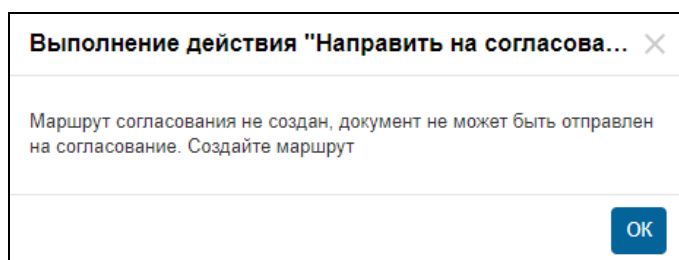 Выполнение действия "Направить на согласова...
Маршрут согласования не создан, документ не может быть отправлен
на согласование. Создайте маршрут
ОК